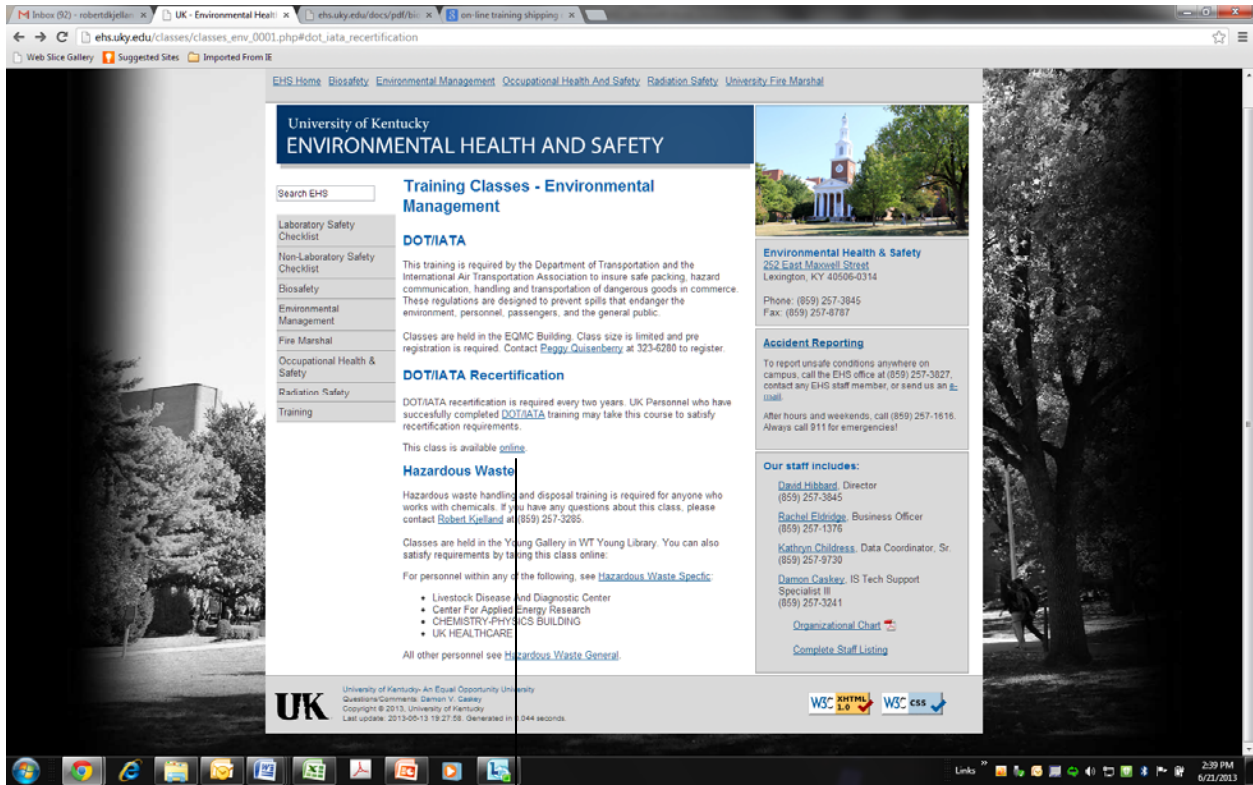 Inbox (92) - robertdkjellan
UK - Environmental Healt
ehs.uky.edu/docs/pdf/bio
on-line training shipping
ehs.uky.edu/classes/classes_env_0001.php#dot_iata_recertification
Web Slice Gallery Suggested Sites Imported From IE
EHS Home Biosafety Environmental Management Occupational Health And Safety Radiation Safety University Fire Marshal
University of Kentucky
ENVIRONMENTAL HEALTH AND SAFETY
Search EHS
Laboratory Safety
Checklist
Non-Laboratory Safety
Checklist
Biosafety
Environmental
Management
Fire Marshal
Occupational Health &
Safety
Radiation Safety
Training
Training Classes - Environmental
Management
DOT/IATA
This training is required by the Department of Transportation and the
International Air Transportation Association to insure safe packing, hazard
communication, handling and transportation of dangerous goods in commerce.
These regulations are designed to prevent spills that endanger the
environment, personnel, passengers, and the general public.
Classes are held in the EQMC Building. Class size is limited and pre
registration is required. Contact Peggy Quisenberry at 323-6280 to register.
DOT/IATA Recertification
DOT/IATA recertification is required every two years. UK Personnel who have
succesfully completed DOT/IATA training may take this course to satisfy
recertification requirements.
This class is available online.
Hazardous Waste
Hazardous waste handling and disposal training is required for anyone who
works with chemicals. If you have any questions about this class, please
contact Robert Kjelland at (859) 257-3285.
Classes are held in the Young Gallery in WT Young Library. You can also
satisfy requirements by taking this class online:
For personnel within any of the following, see Hazardous Waste Specfic:
• Livestock Disease And Diagnostic Center
• Center For Applied Energy Research
• CHEMISTRY-PHYSICS BUILDING
• UK HEALTHCARE
All other personnel see Hazardous Waste General.
Environmental Health & Safety
252 East Maxwell Street
Lexington, KY 40506-0314
Phone: (859) 257-3845
Fax: (859) 257-8787
Accident Reporting
To report unsafe conditions anywhere on
campus, call the EHS office at (859) 257-3827,
contact any EHS staff member, or send us an e-
mail.
After hours and weekends, call (859) 257-1616.
Always call 911 for emergencies!
Our staff includes:
David Hibbard, Director
(859) 257-3845
Rachel Eldridge, Business Officer
(859) 257-1376
Kathryn Childress, Data Coordinator, Sr.
(859) 257-9730
Damon Caskey, IS Tech Support
Specialist III
(859) 257-3241
Organizational Chart
Complete Staff Listing
UK
University of Kentucky- An Equal Opportunity University
Questions/Comments: Damon V. Caskey
Copyright © 2013, University of Kentucky
Last update: 2013-06-13 19:27:58. Generated in 0.044 seconds.
W3C XHTML 1.0
W3C css
Links
2:39 PM
6/21/2013